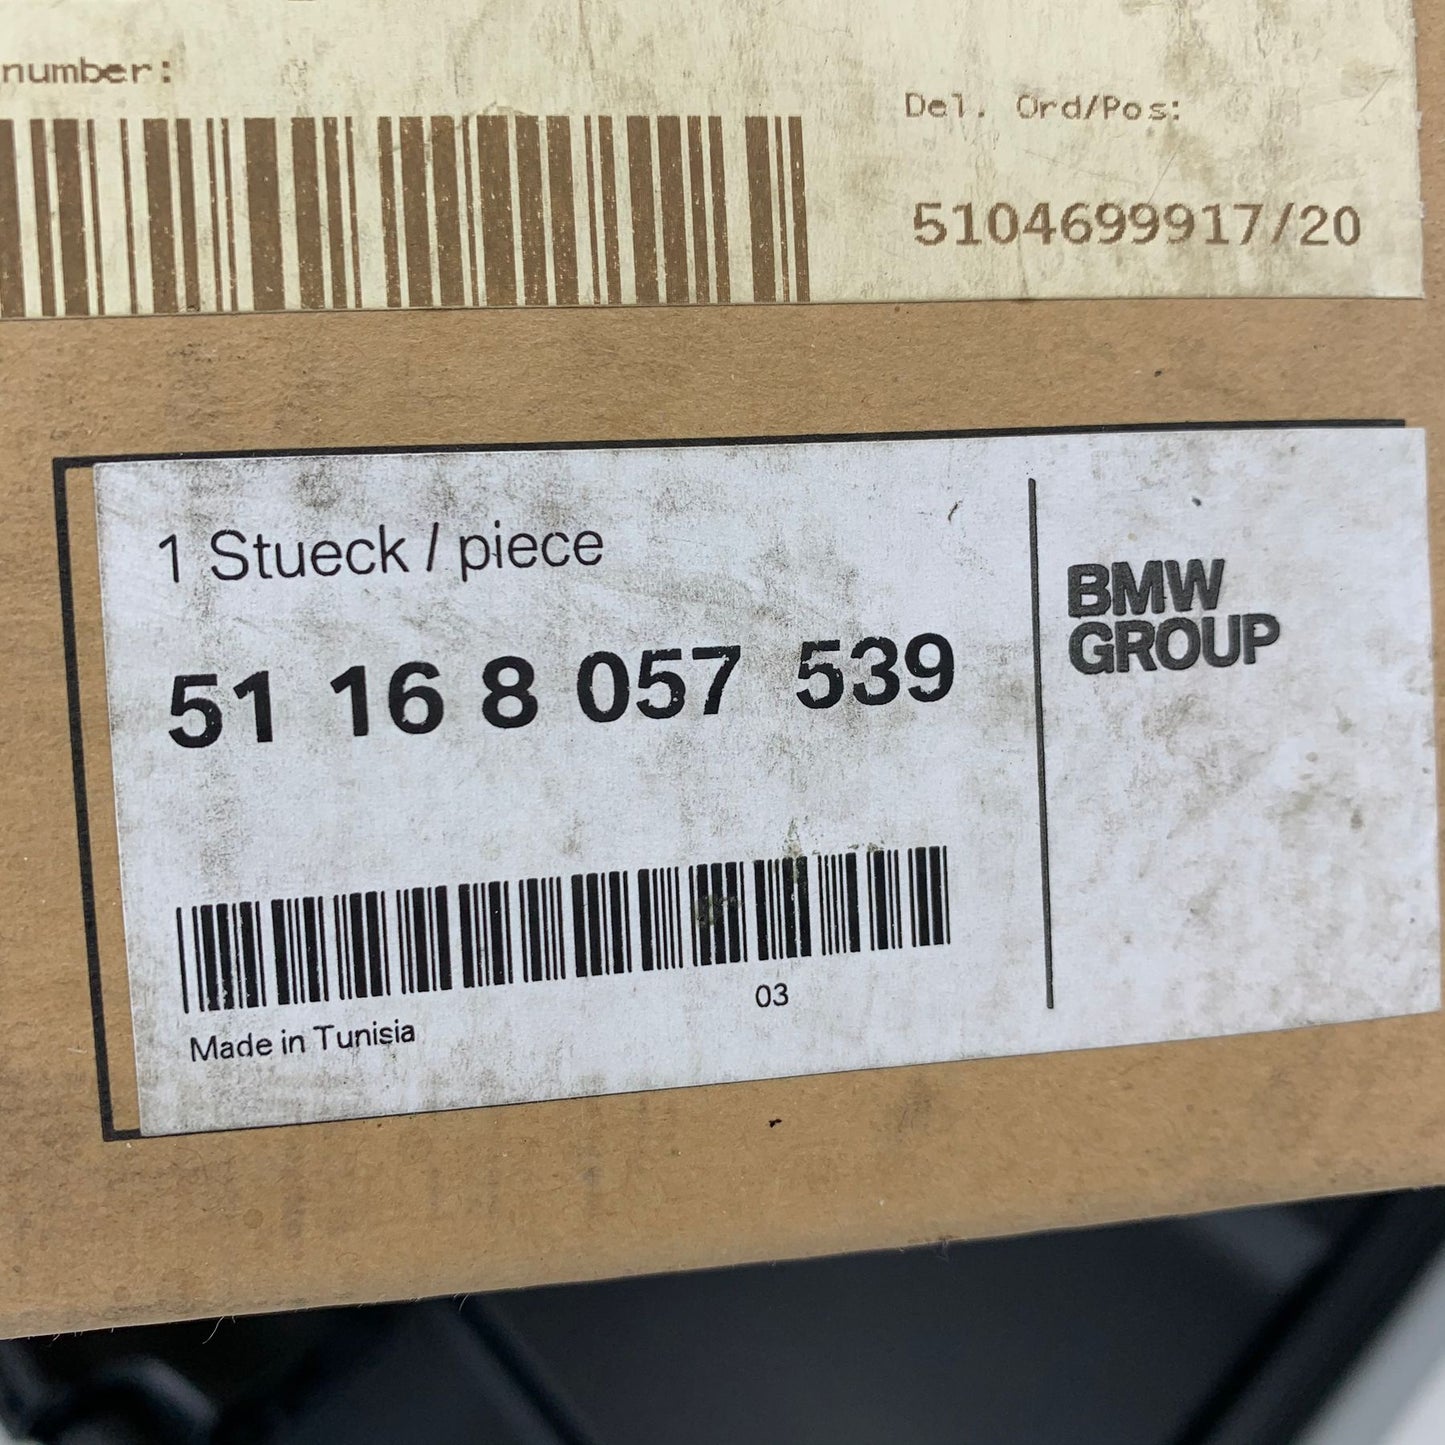 number:
Del. Ord/Pos:
5104699917/20
1 Stueck / piece
51 16 8 057 539
BMW
GROUP
03
Made in Tunisia